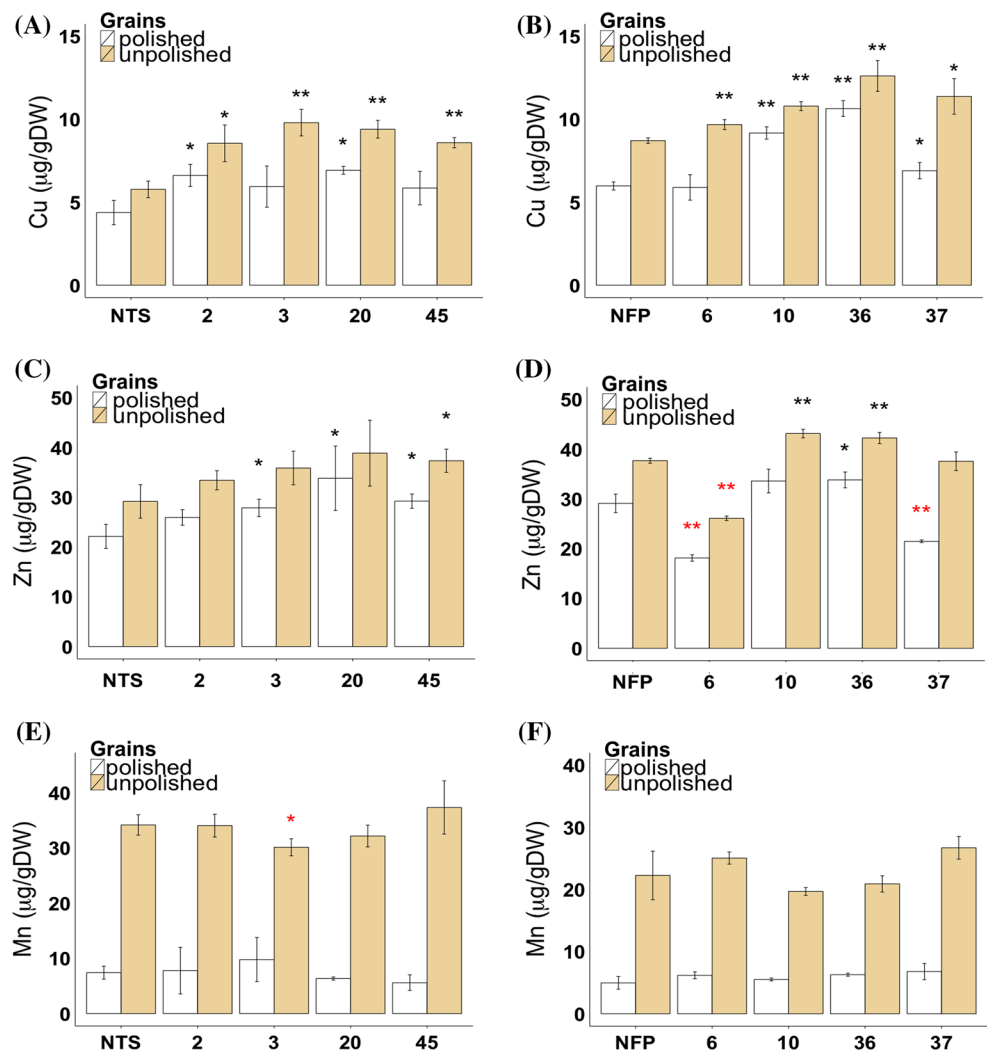 (A)
Grains
polished
unpolished
Cu (µg/gDW)
15
10
5
0
* * ** * ** **
NTS 2 3 20 45
(B)
Grains
polished
unpolished
Cu (µg/gDW)
15
10
5
0
** ** ** ** ** * *
NFP 6 10 36 37
(C)
Grains
polished
unpolished
Zn (µg/gDW)
50
40
30
20
10
0
* * * *
NTS 2 3 20 45
(D)
Grains
polished
unpolished
Zn (µg/gDW)
50
40
30
20
10
0
** ** ** * ** **
NFP 6 10 36 37
(E)
Grains
polished
unpolished
Mn (µg/gDW)
40
30
20
10
0
*
NTS 2 3 20 45
(F)
Grains
polished
unpolished
Mn (µg/gDW)
40
30
20
10
0
NFP 6 10 36 37